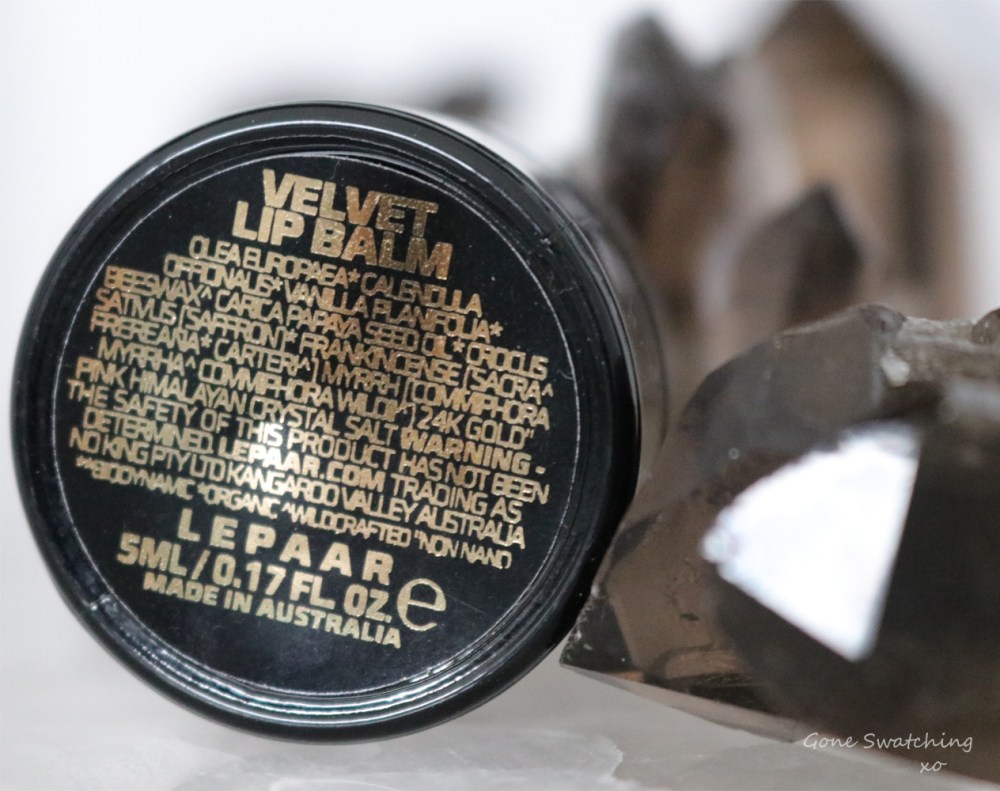 VELVET
LIP BALM
OLEA EUROPAEA* CALENDULA
OFFICINALIS* VANILLA PLANIFOLIA*
BEESWAX^ CARICA PAPAYA SEED OIL* CROCUS
SATIVUS (SAFFRON)* FRANKINCENSE (SACRA^
FREREANA* CARTERI^) MYRRH (COMMIPHORA
MYRRHA^ COMMIPHORA WILDII^) 24K GOLD"
PINK HIMALAYAN CRYSTAL SALT WARNING -
THE SAFETY OF THIS PRODUCT HAS NOT BEEN
DETERMINED. LEPAAR.COM TRADING AS
NO KING PTY LTD KANGAROO VALLEY AUSTRALIA
**BIODYNAMIC *ORGANIC ^WILDCRAFTED "NON NANO
LEPAAR
5ML / 0.17 FL OZ. e
MADE IN AUSTRALIA
Gone Swatching
xo